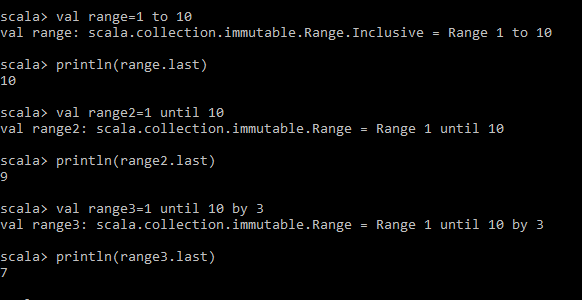 scala> val range=1 to 10
val range: scala.collection.immutable.Range.Inclusive = Range 1 to 10
scala> println(range.last)
10
scala> val range2=1 until 10
val range2: scala.collection.immutable.Range = Range 1 until 10
scala> println(range2.last)
9
scala> val range3=1 until 10 by 3
val range3: scala.collection.immutable.Range = Range 1 until 10 by 3
scala> println(range3.last)
7